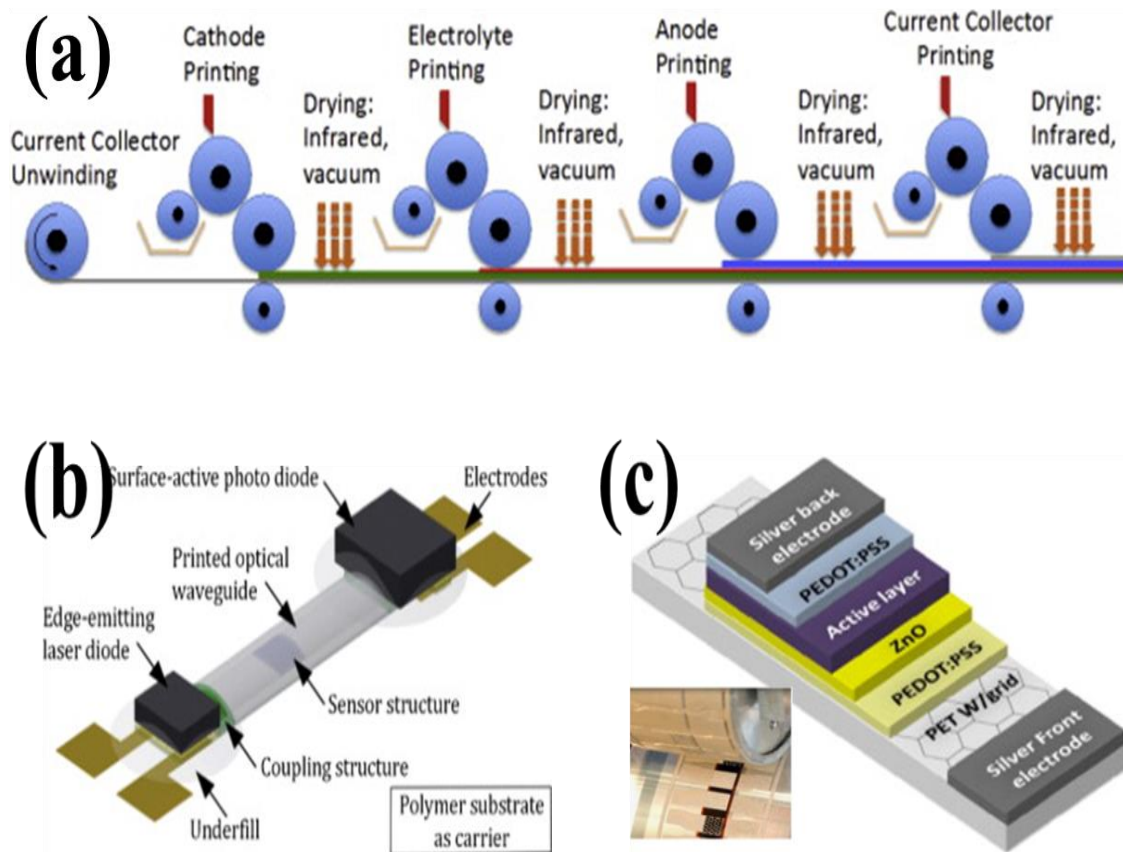 (a)
Current Collector
Unwinding
Cathode
Printing
Drying:
Infrared,
vacuum
Electrolyte
Printing
Drying:
Infrared,
vacuum
Anode
Printing
Drying:
Infrared,
vacuum
Current Collector
Printing
Drying:
Infrared,
vacuum
(b)
Surface-active photo diode
Electrodes
Printed optical
waveguide
Edge-emitting
laser diode
Sensor structure
Coupling structure
Underfill
Polymer substrate
as carrier
(c)
Silver back
electrode
PEDOT:PSS
Active layer
ZnO
PEDOT:PSS
PET W/grid
Silver Front
electrode